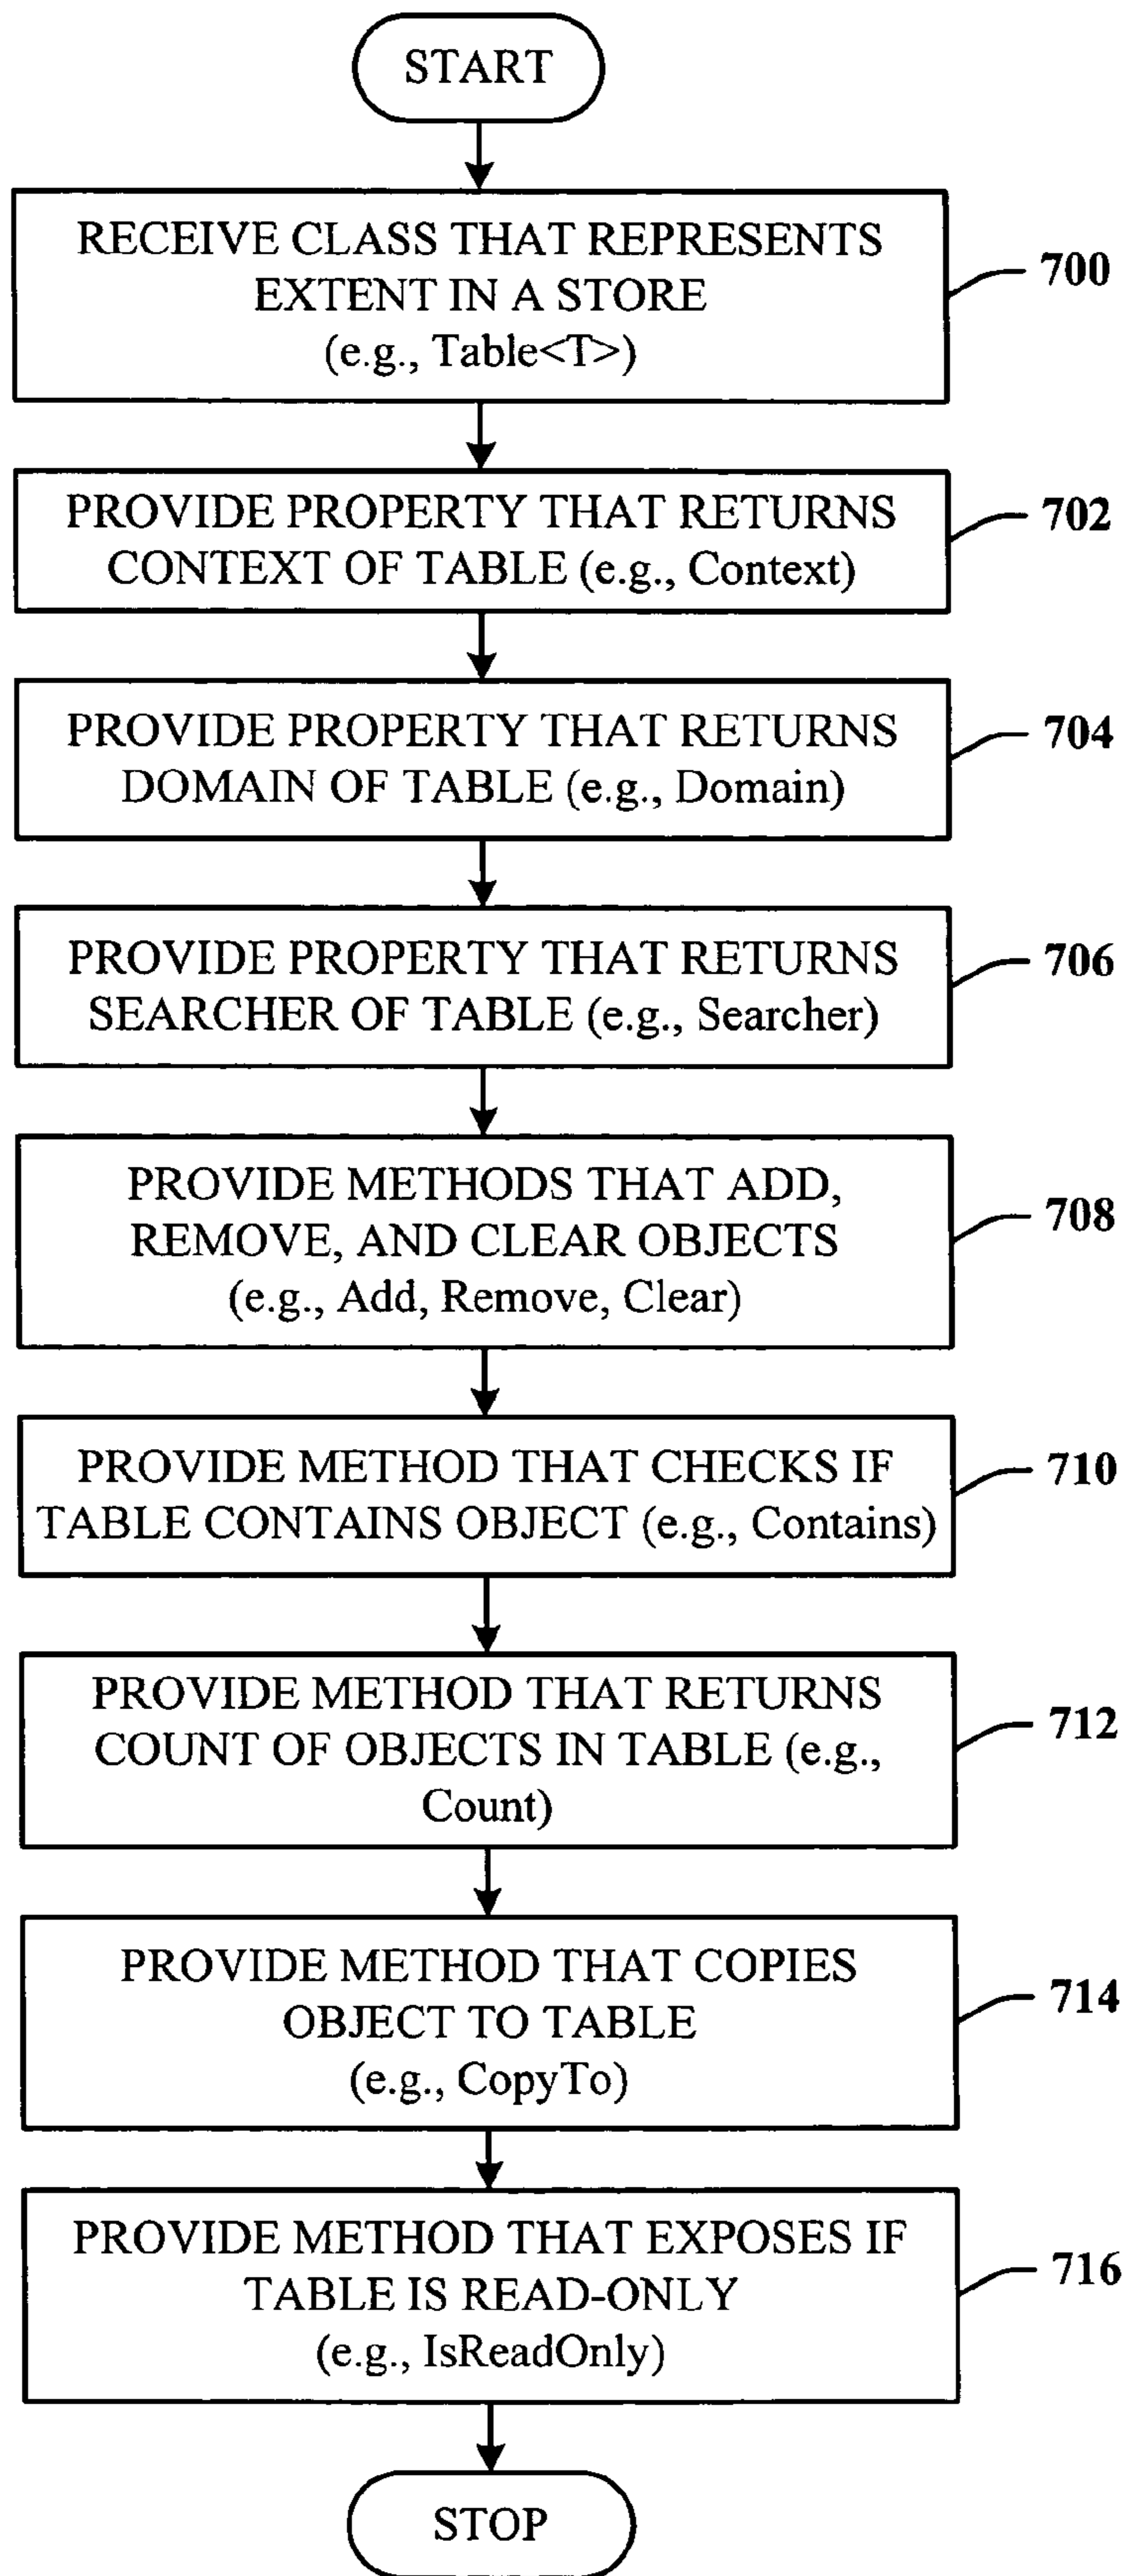 START
RECEIVE CLASS THAT REPRESENTS
EXTENT IN A STORE
(e.g., Table<T>)
700
PROVIDE PROPERTY THAT RETURNS
CONTEXT OF TABLE (e.g., Context)
702
PROVIDE PROPERTY THAT RETURNS
DOMAIN OF TABLE (e.g., Domain)
704
PROVIDE PROPERTY THAT RETURNS
SEARCHER OF TABLE (e.g., Searcher)
706
PROVIDE METHODS THAT ADD,
REMOVE, AND CLEAR OBJECTS
(e.g., Add, Remove, Clear)
708
PROVIDE METHOD THAT CHECKS IF
TABLE CONTAINS OBJECT (e.g., Contains)
710
PROVIDE METHOD THAT RETURNS
COUNT OF OBJECTS IN TABLE (e.g.,
Count)
712
PROVIDE METHOD THAT COPIES
OBJECT TO TABLE
(e.g., CopyTo)
714
PROVIDE METHOD THAT EXPOSES IF
TABLE IS READ-ONLY
(e.g., IsReadOnly)
716
STOP